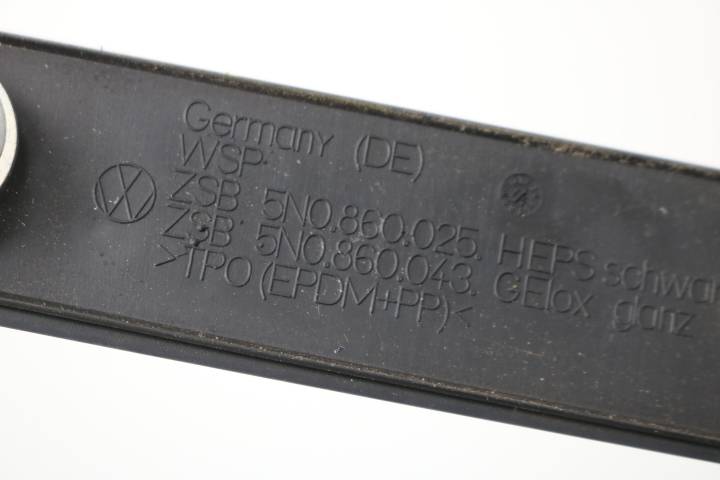 Germany (DE)
WSP
ZSB 5N0.860.025. HEPS schwar
ZSB 5N0.860.043. GElox glanz
>TPO (EPDM+PP)<